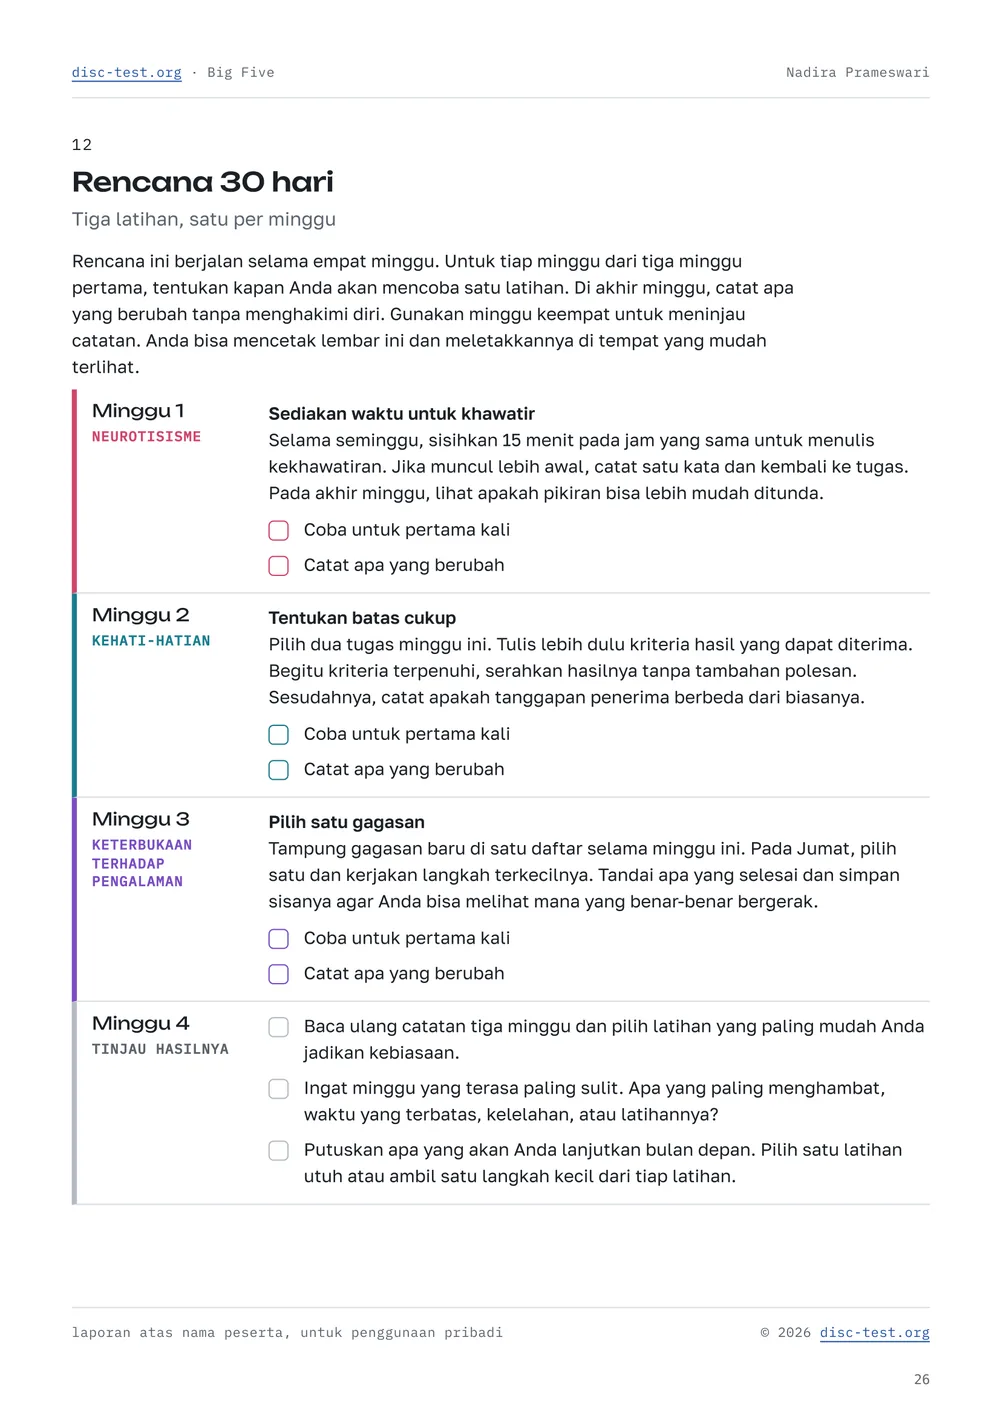 disc-test.org · Big Five
Nadira Prameswari
12
Rencana 30 hari
Tiga latihan, satu per minggu
Rencana ini berjalan selama empat minggu. Untuk tiap minggu dari tiga minggu
pertama, tentukan kapan Anda akan mencoba satu latihan. Di akhir minggu, catat apa
yang berubah tanpa menghakimi diri. Gunakan minggu keempat untuk meninjau
catatan. Anda bisa mencetak lembar ini dan meletakkannya di tempat yang mudah
terlihat.
Minggu 1
NEUROTISISME
Sediakan waktu untuk khawatir
Selama seminggu, sisihkan 15 menit pada jam yang sama untuk menulis
kekhawatiran. Jika muncul lebih awal, catat satu kata dan kembali ke tugas.
Pada akhir minggu, lihat apakah pikiran bisa lebih mudah ditunda.
Coba untuk pertama kali
Catat apa yang berubah
Minggu 2
KEHATI-HATIAN
Tentukan batas cukup
Pilih dua tugas minggu ini. Tulis lebih dulu kriteria hasil yang dapat diterima.
Begitu kriteria terpenuhi, serahkan hasilnya tanpa tambahan polesan.
Sesudahnya, catat apakah tanggapan penerima berbeda dari biasanya.
Coba untuk pertama kali
Catat apa yang berubah
Minggu 3
KETERBUKAAN
TERHADAP
PENGALAMAN
Pilih satu gagasan
Tampung gagasan baru di satu daftar selama minggu ini. Pada Jumat, pilih
satu dan kerjakan langkah terkecilnya. Tandai apa yang selesai dan simpan
sisanya agar Anda bisa melihat mana yang benar-benar bergerak.
Coba untuk pertama kali
Catat apa yang berubah
Minggu 4
TINJAU HASILNYA
Baca ulang catatan tiga minggu dan pilih latihan yang paling mudah Anda
jadikan kebiasaan.
Ingat minggu yang terasa paling sulit. Apa yang paling menghambat,
waktu yang terbatas, kelelahan, atau latihannya?
Putuskan apa yang akan Anda lanjutkan bulan depan. Pilih satu latihan
utuh atau ambil satu langkah kecil dari tiap latihan.
laporan atas nama peserta, untuk penggunaan pribadi
© 2026 disc-test.org
26